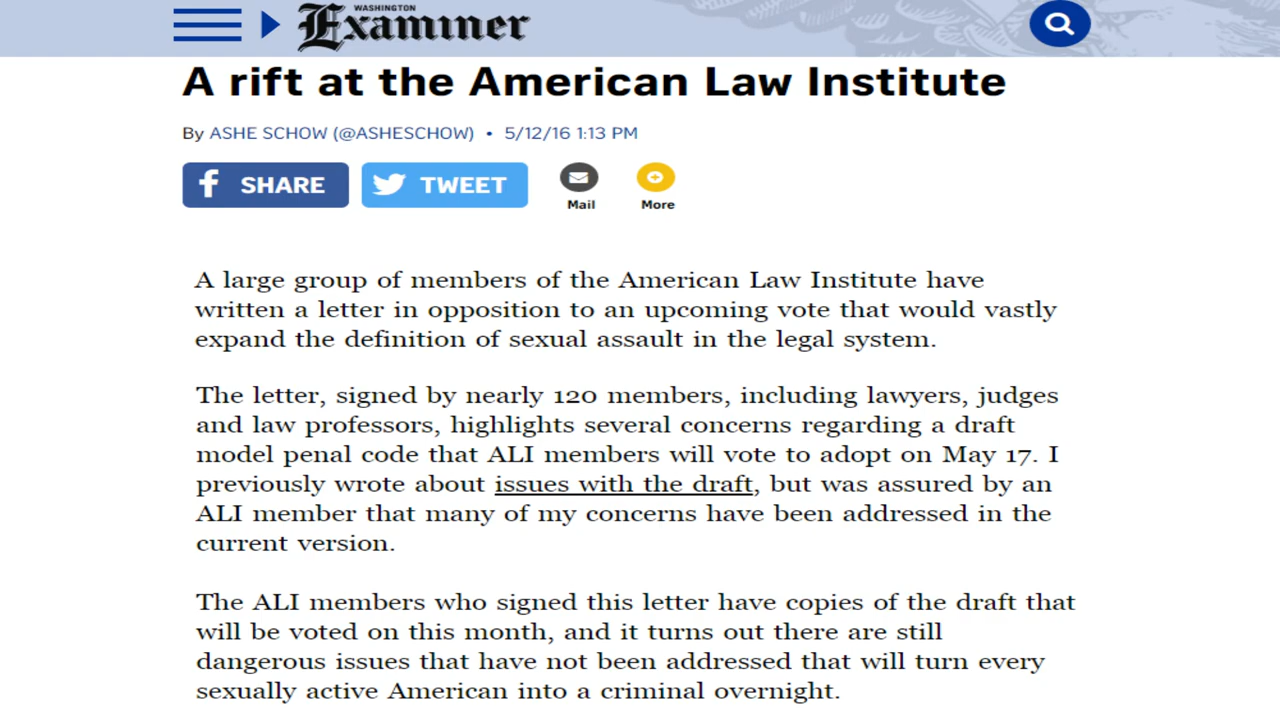 WASHINGTON
Examiner
A rift at the American Law Institute
By ASHE SCHOW (@ASHESCHOW) • 5/12/16 1:13 PM
f SHARE
TWEET
Mail
More
A large group of members of the American Law Institute have
written a letter in opposition to an upcoming vote that would vastly
expand the definition of sexual assault in the legal system.
The letter, signed by nearly 120 members, including lawyers, judges
and law professors, highlights several concerns regarding a draft
model penal code that ALI members will vote to adopt on May 17. I
previously wrote about issues with the draft, but was assured by an
ALI member that many of my concerns have been addressed in the
current version.
The ALI members who signed this letter have copies of the draft that
will be voted on this month, and it turns out there are still
dangerous issues that have not been addressed that will turn every
sexually active American into a criminal overnight.